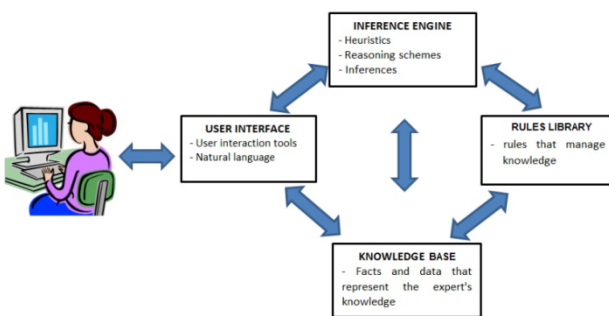 INFERENCE ENGINE
- Heuristics
- Reasoning schemes
- Inferences
USER INTERFACE
- User interaction tools
- Natural language
RULES LIBRARY
- rules that manage
knowledge
KNOWLEDGE BASE
- Facts and data that
represent the expert's
knowledge